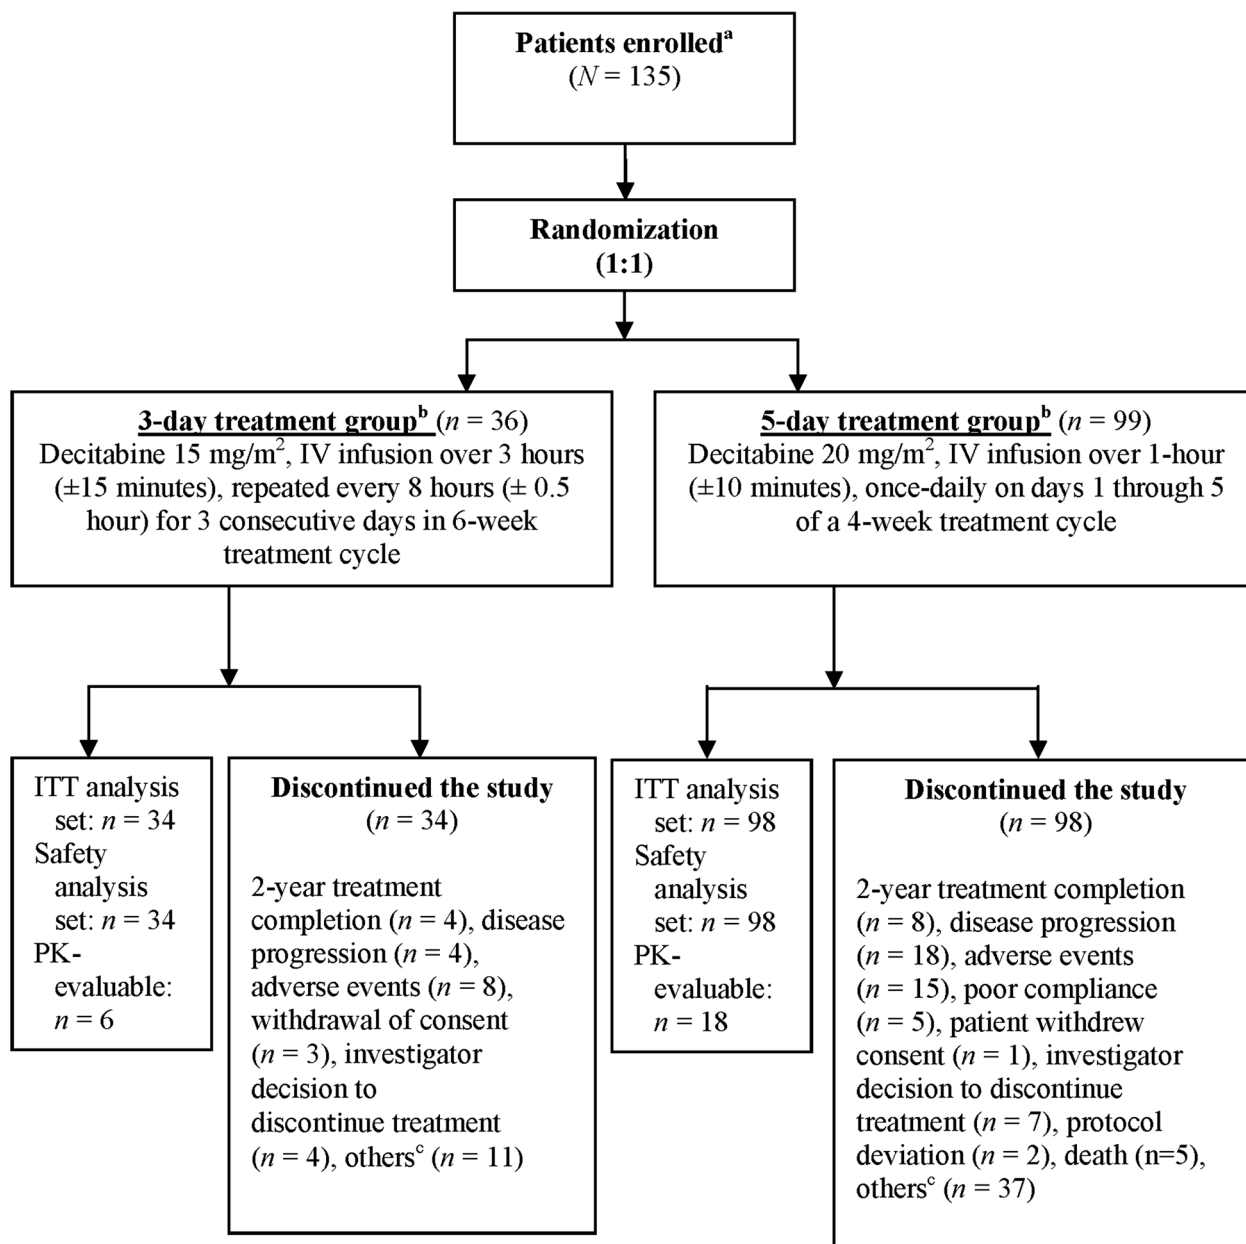 Patients enrolledᵃ
(N = 135)
Randomization
(1:1)
3-day treatment groupᵇ (n = 36)
Decitabine 15 mg/m², IV infusion over 3 hours
(±15 minutes), repeated every 8 hours (± 0.5
hour) for 3 consecutive days in 6-week
treatment cycle
5-day treatment groupᵇ (n = 99)
Decitabine 20 mg/m², IV infusion over 1-hour
(±10 minutes), once-daily on days 1 through 5
of a 4-week treatment cycle
ITT analysis
set: n = 34
Safety
analysis
set: n = 34
PK-
evaluable:
n = 6
Discontinued the study
(n = 34)
2-year treatment
completion (n = 4), disease
progression (n = 4),
adverse events (n = 8),
withdrawal of consent
(n = 3), investigator
decision to
discontinue treatment
(n = 4), othersᶜ (n = 11)
ITT analysis
set: n = 98
Safety
analysis
set: n = 98
PK-
evaluable:
n = 18
Discontinued the study
(n = 98)
2-year treatment completion
(n = 8), disease progression
(n = 18), adverse events
(n = 15), poor compliance
(n = 5), patient withdrew
consent (n = 1), investigator
decision to discontinue
treatment (n = 7), protocol
deviation (n = 2), death (n=5),
othersᶜ (n = 37)